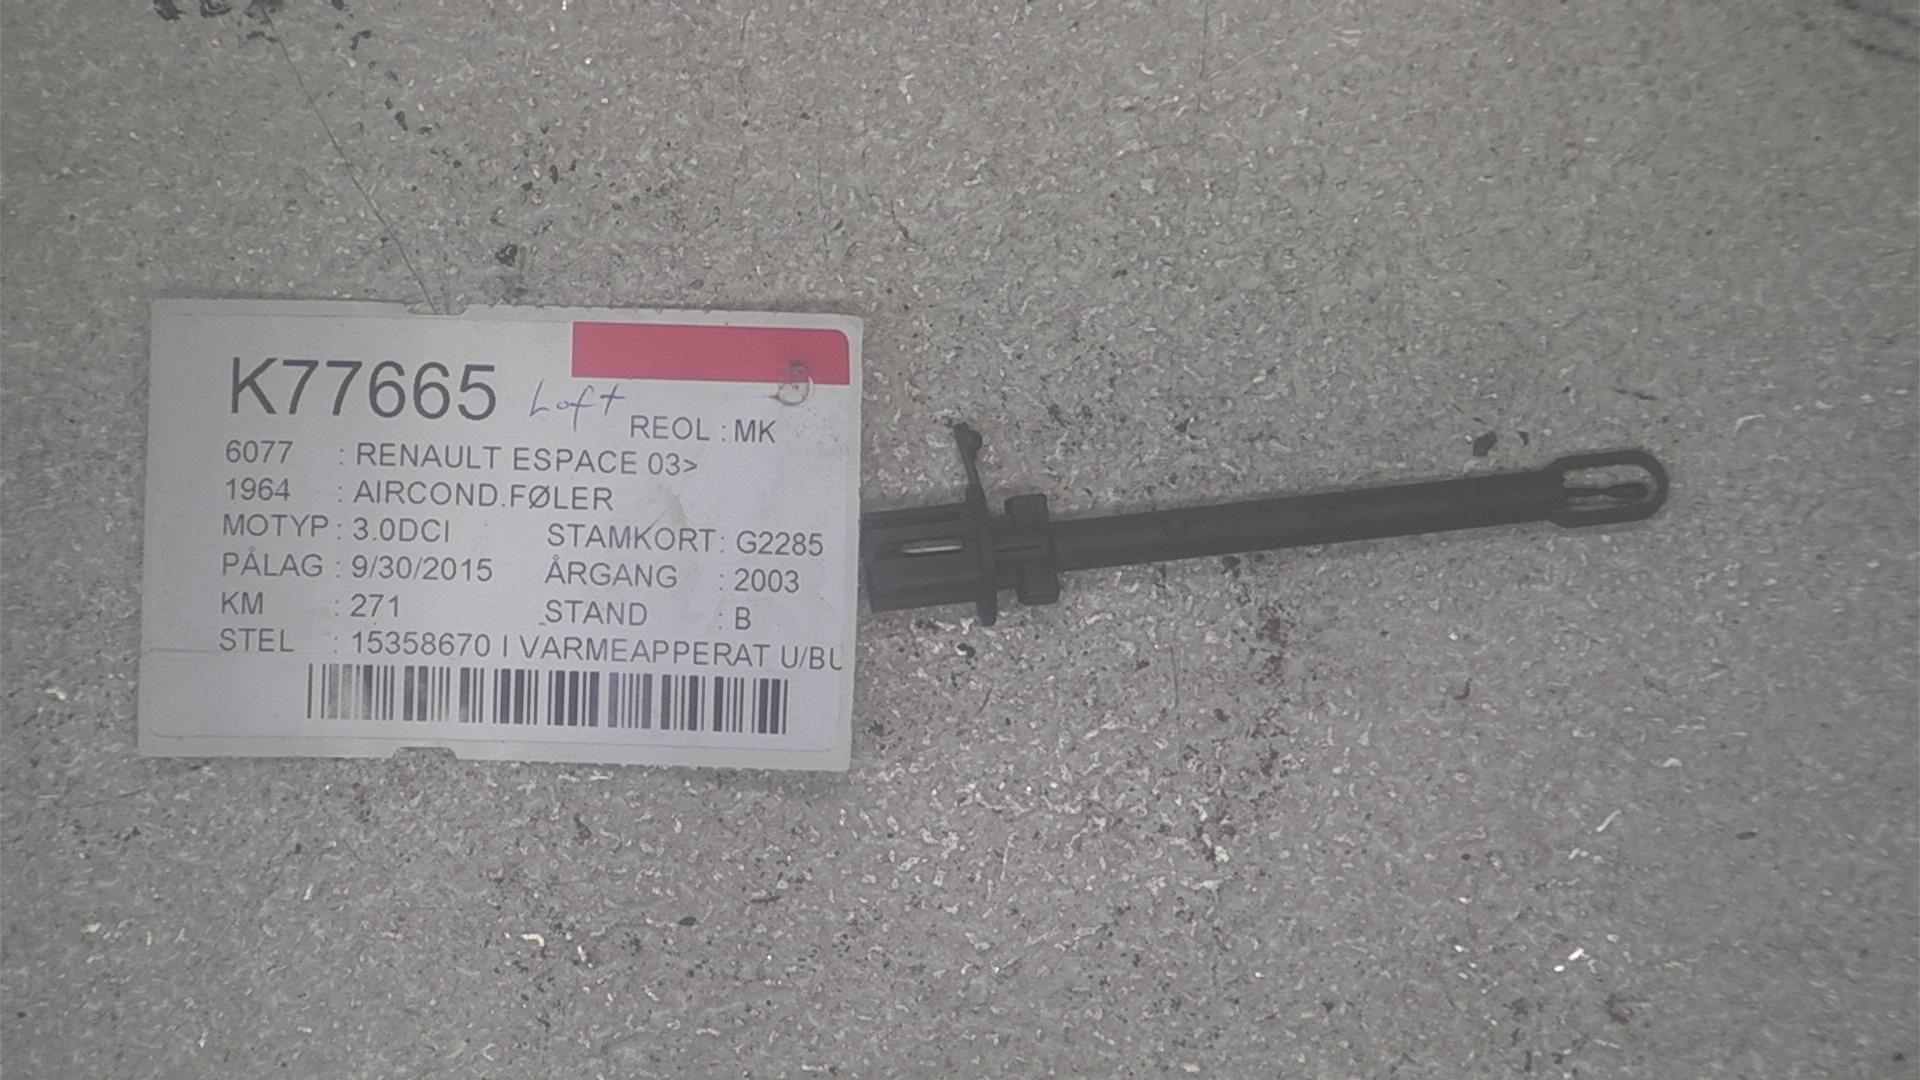 K77665 Loft
REOL : MK
6077 : RENAULT ESPACE 03>
1964 : AIRCOND.FØLER
MOTYP : 3.0DCI STAMKORT : G2285
PÅLAG : 9/30/2015 ÅRGANG : 2003
KM : 271 STAND : B
STEL : 15358670 I VARMEAPPERAT U/BL